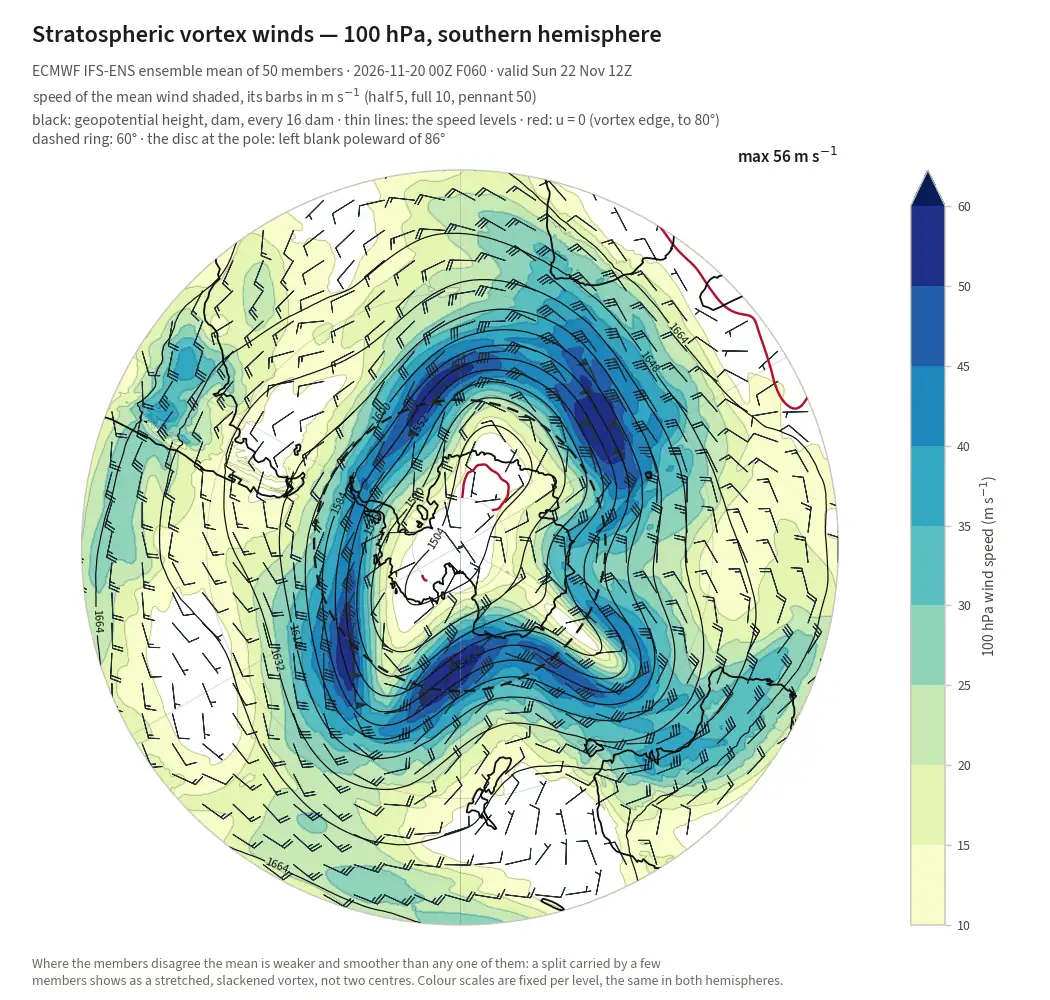 Stratospheric vortex winds — 100 hPa, southern hemisphere
ECMWF IFS-ENS ensemble mean of 50 members · 2026-11-20 00Z F060 · valid Sun 22 Nov 12Z
speed of the mean wind shaded, its barbs in m s⁻¹ (half 5, full 10, pennant 50)
black: geopotential height, dam, every 16 dam · thin lines: the speed levels · red: u = 0 (vortex edge, to 80°)
dashed ring: 60° · the disc at the pole: left blank poleward of 86°
max 56 m s⁻¹
60
50
45
40
35
30
25
20
15
10
100 hPa wind speed (m s⁻¹)
1664
1648
1600
1584
1504
1664
1616
1632
1664
Where the members disagree the mean is weaker and smoother than any one of them: a split carried by a few
members shows as a stretched, slackened vortex, not two centres. Colour scales are fixed per level, the same in both hemispheres.